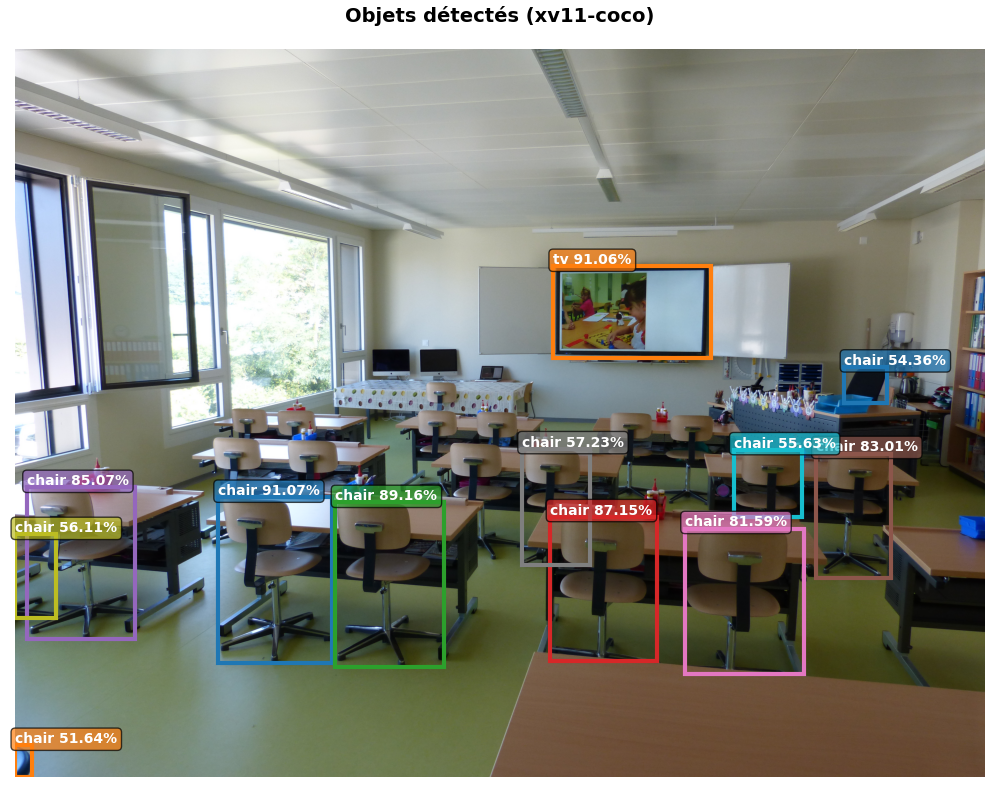 Objets détectés (xv11-coco)
tv 91.06%
chair 54.36%
chair 57.23%
chair 55.63%
chair 83.01%
chair 85.07%
chair 91.07%
chair 89.16%
chair 87.15%
chair 81.59%
chair 56.11%
chair 51.64%